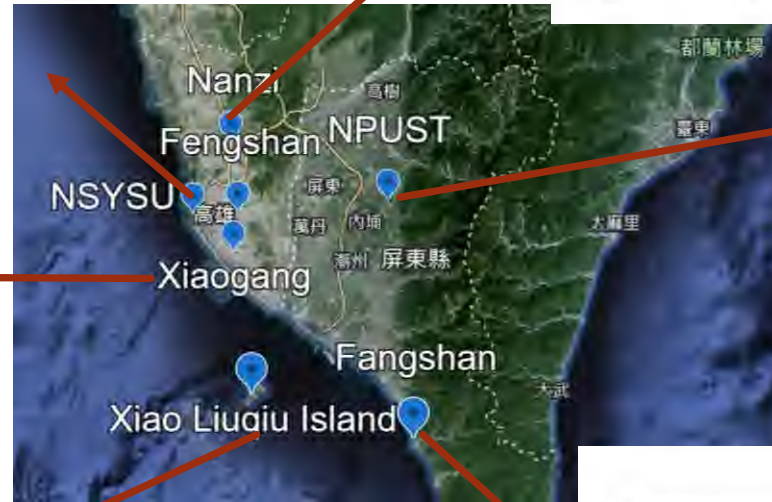 都蘭林場
Nanzi
高樹
Fengshan
NPUST
臺東
屏東
NSYSU
高雄
萬丹
內埔
太麻里
潮州
屏東縣
Xiaogang
Fangshan
大武
Xiao Liuqiu Island